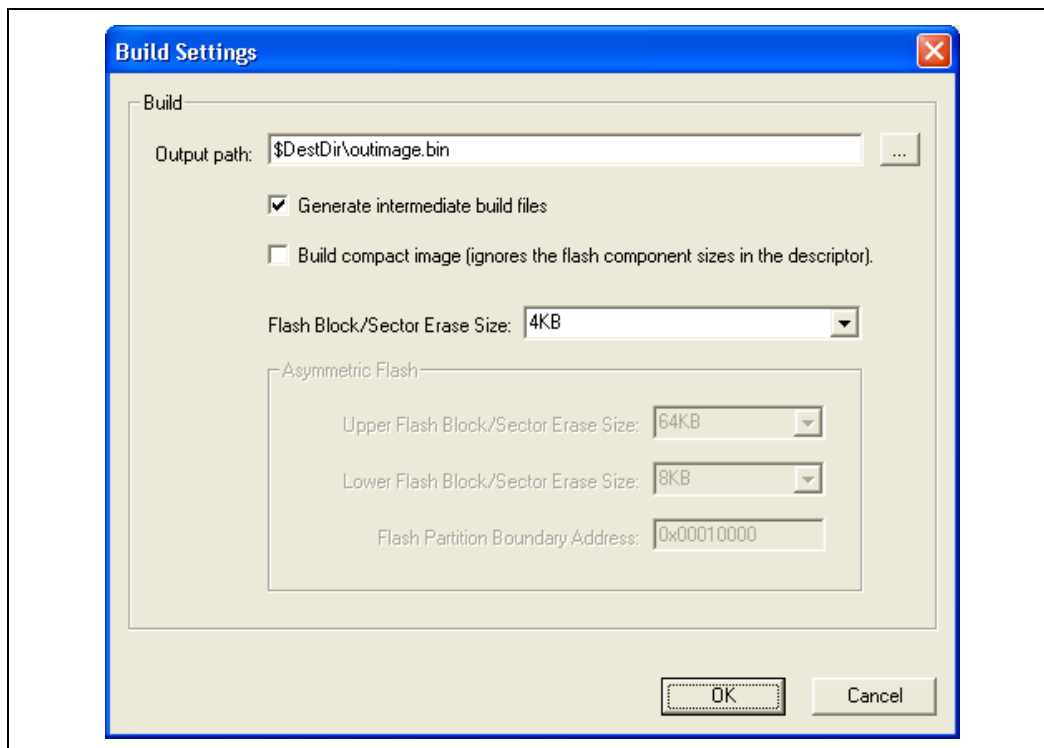 Build Settings
Build
Output path: $DestDir\outimage.bin ...
Generate intermediate build files
Build compact image (ignores the flash component sizes in the descriptor).
Flash Block/Sector Erase Size: 4KB
Asymmetric Flash
Upper Flash Block/Sector Erase Size: 64KB
Lower Flash Block/Sector Erase Size: 8KB
Flash Partition Boundary Address: 0x00010000
OK Cancel